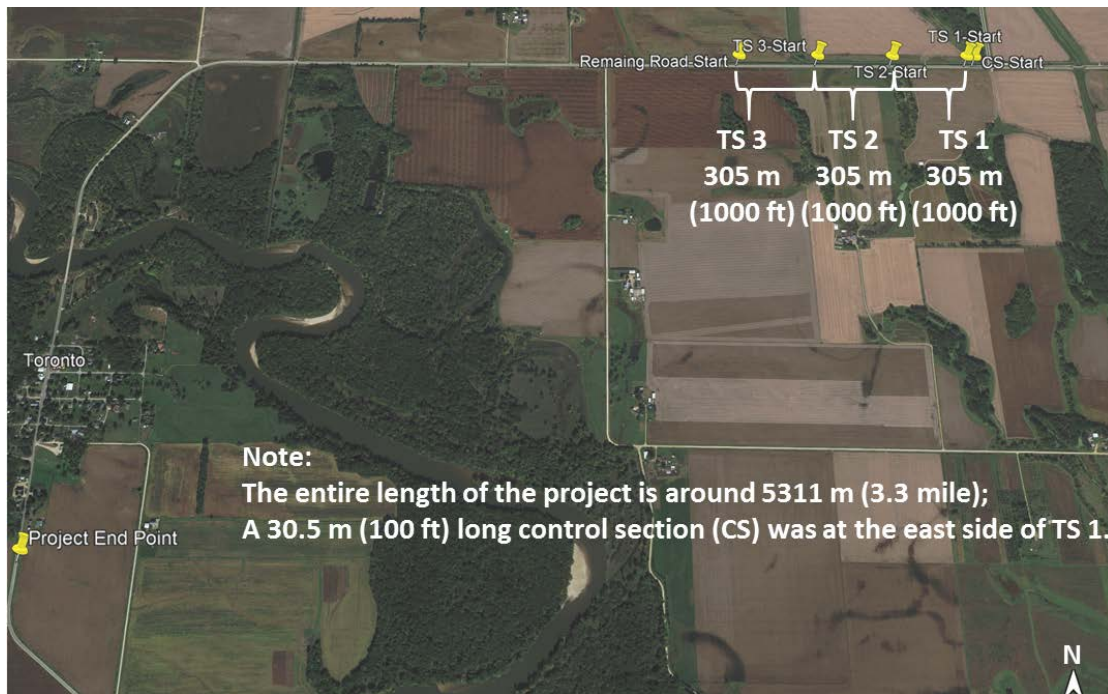 TS 3-Start
TS 1-Start
Remaing Road-Start
TS 2-Start
CS-Start
TS 3
305 m
(1000 ft)
TS 2
305 m
(1000 ft)
TS 1
305 m
(1000 ft)
Toronto
Note:
The entire length of the project is around 5311 m (3.3 mile);
A 30.5 m (100 ft) long control section (CS) was at the east side of TS 1.
Project End Point
N